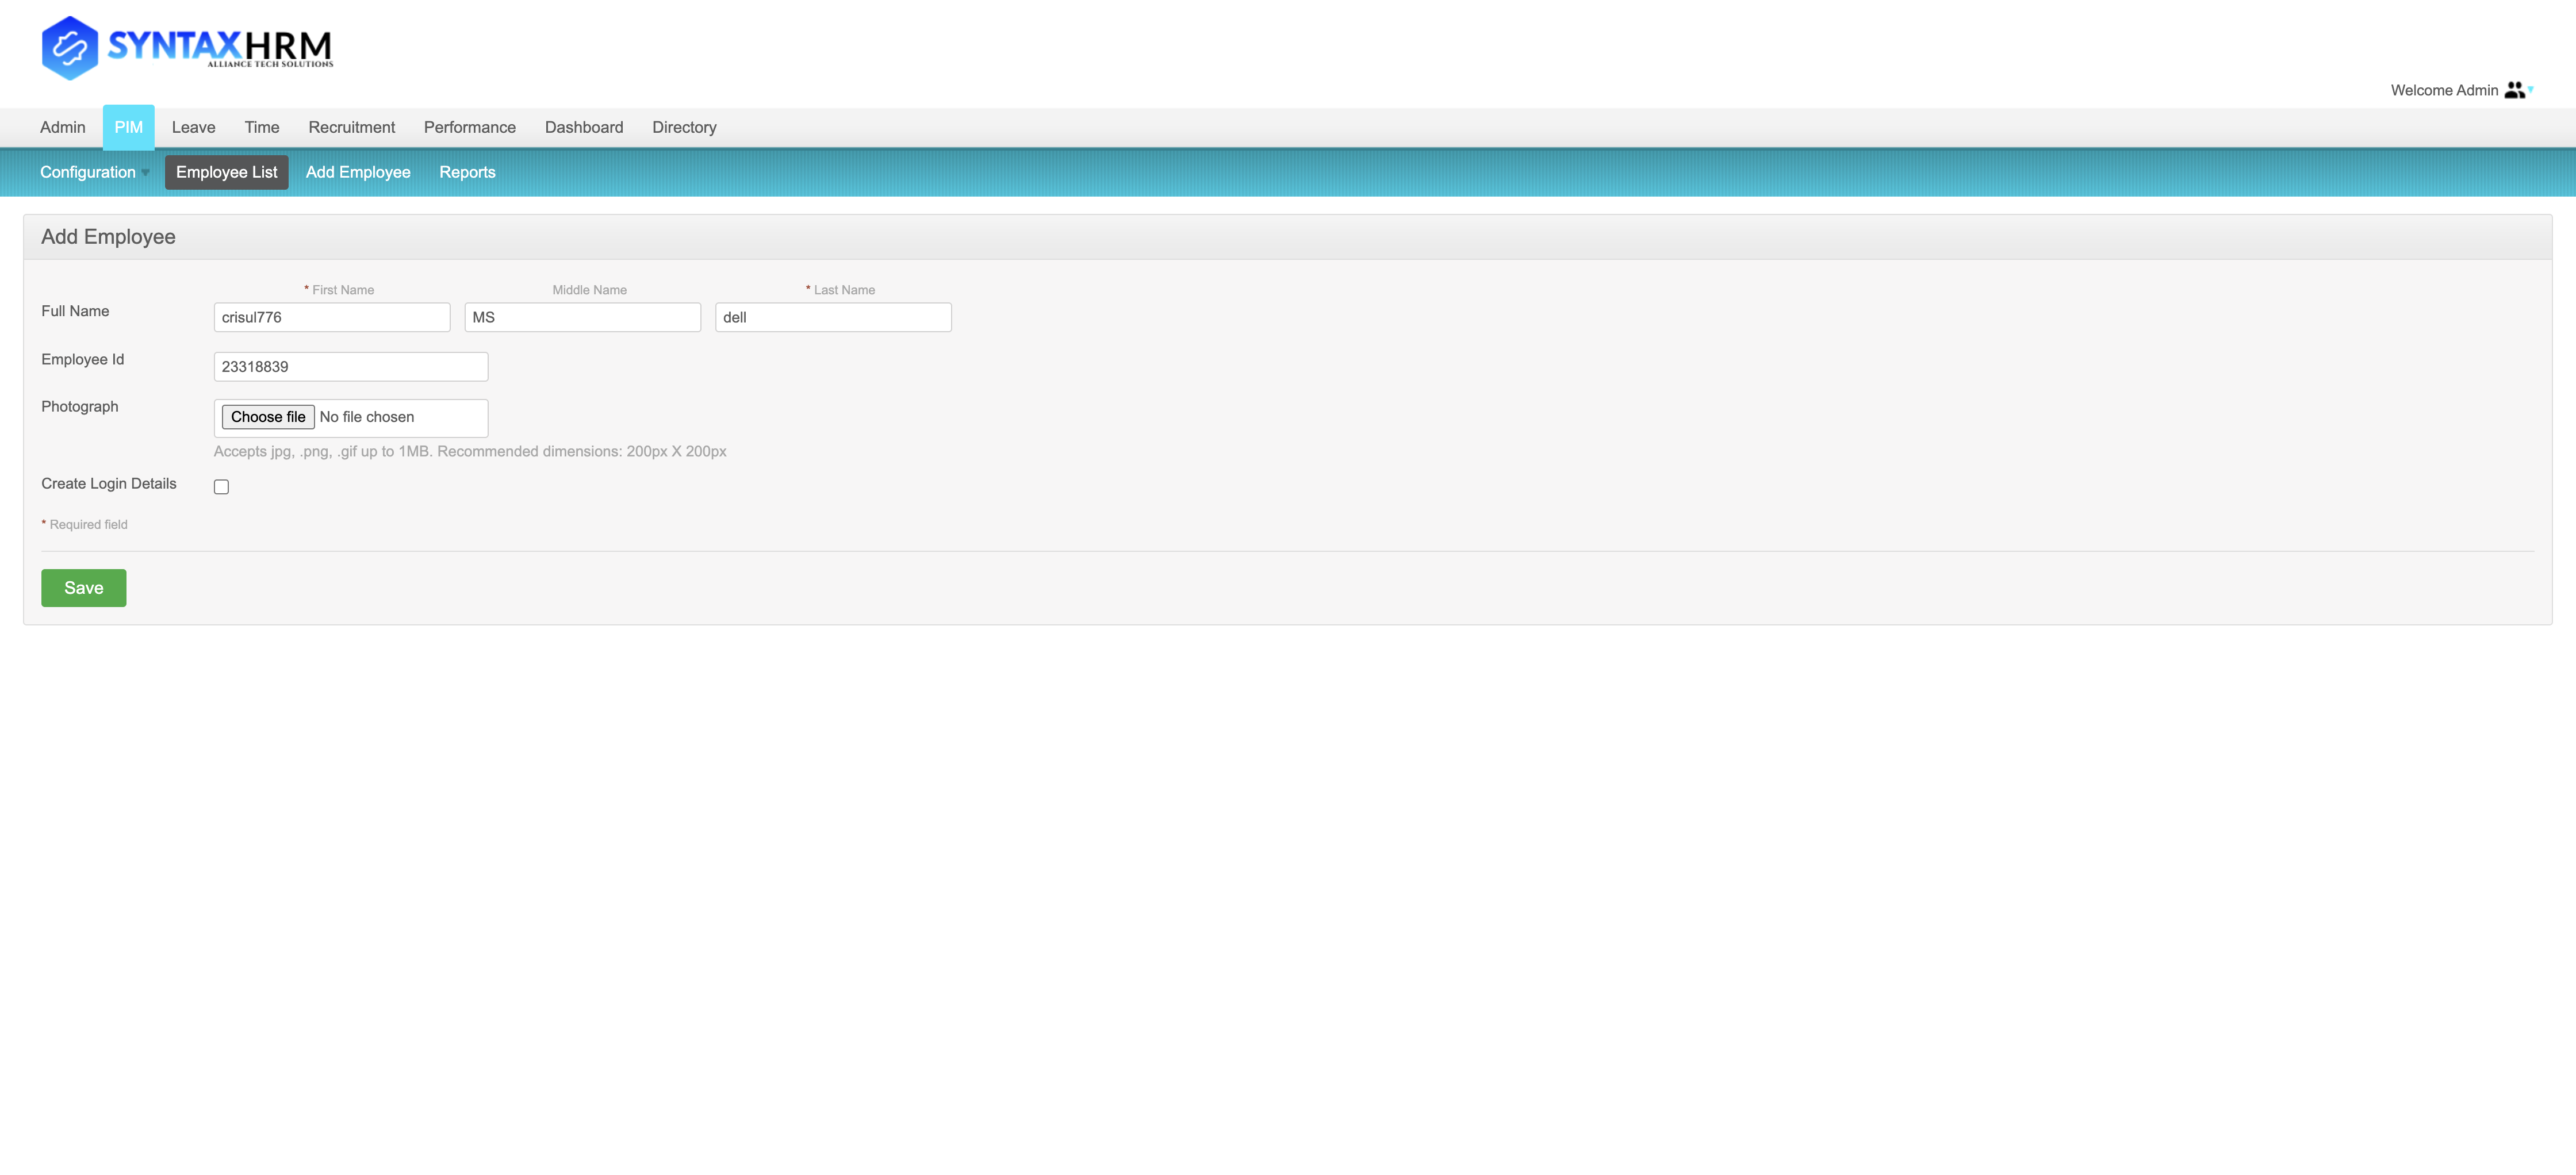 SYNTAXHRM
ALLIANCE TECH SOLUTIONS
Welcome Admin
Admin PIM Leave Time Recruitment Performance Dashboard Directory
Configuration Employee List Add Employee Reports
Add Employee
* First Name Middle Name * Last Name
Full Name crisul776 MS dell
Employee Id 23318839
Photograph Choose file No file chosen
Accepts jpg, .png, .gif up to 1MB. Recommended dimensions: 200px X 200px
Create Login Details
* Required field
Save